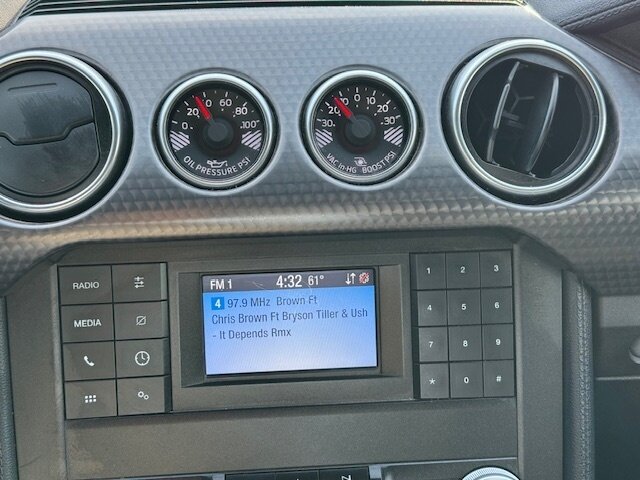 20 40 60 80 100
0
OIL PRESSURE PSI
20 10 0 10 20
30 30
VAC in-HG BOOST PSI
RADIO
MEDIA
FM 1 4:32 61°
4 97.9 MHz Brown Ft
Chris Brown Ft Bryson Tiller & Ush
- It Depends Rmx
1 2 3
4 5 6
7 8 9
* 0 #